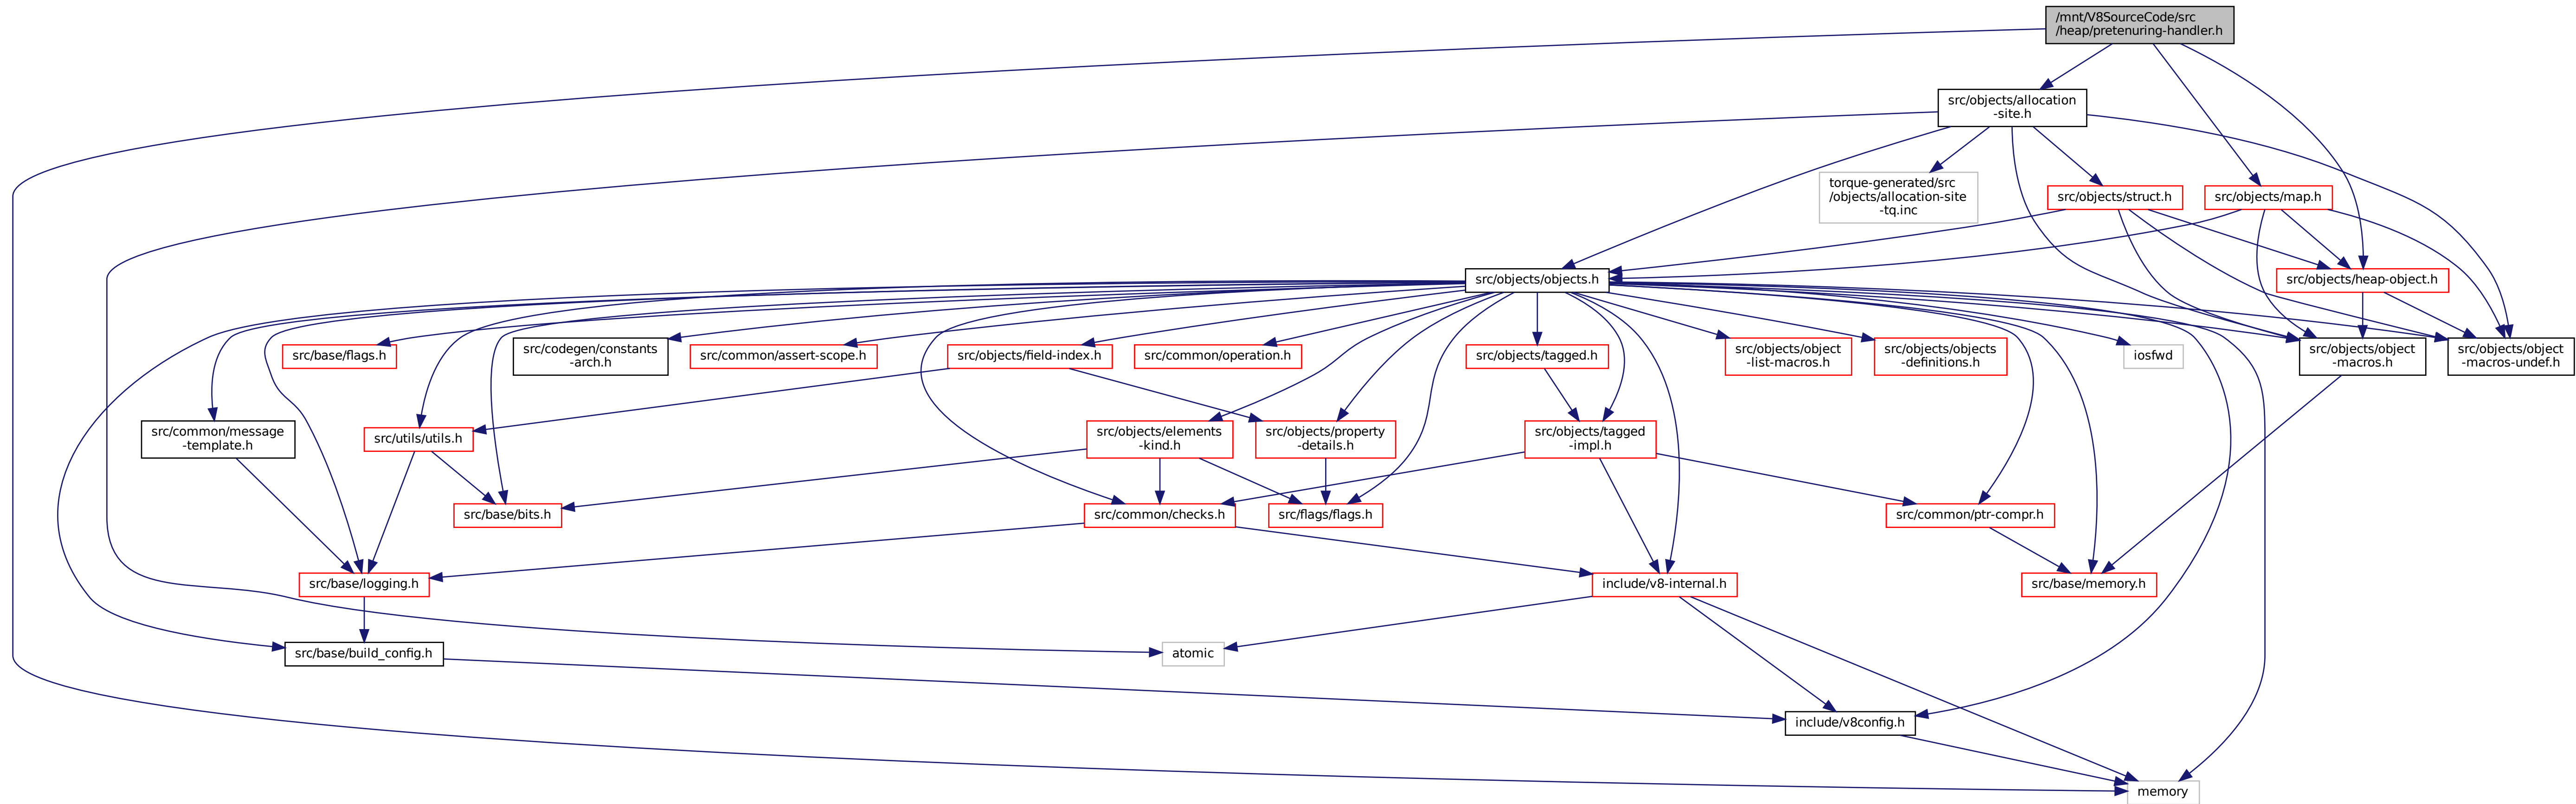 /mnt/V8SourceCode/src
/heap/pretenuring-handler.h
src/objects/allocation
-site.h
torque-generated/src
/objects/allocation-site
-tq.inc
src/objects/struct.h
src/objects/map.h
src/objects/objects.h
src/objects/heap-object.h
src/base/flags.h
src/codegen/constants
-arch.h
src/common/assert-scope.h
src/objects/field-index.h
src/common/operation.h
src/objects/tagged.h
src/objects/object
-list-macros.h
src/objects/objects
-definitions.h
iosfwd
src/objects/object
-macros.h
src/objects/object
-macros-undef.h
src/common/message
-template.h
src/utils/utils.h
src/objects/elements
-kind.h
src/objects/property
-details.h
src/objects/tagged
-impl.h
src/base/bits.h
src/common/checks.h
src/flags/flags.h
src/common/ptr-compr.h
src/base/logging.h
include/v8-internal.h
src/base/memory.h
src/base/build_config.h
atomic
include/v8config.h
memory